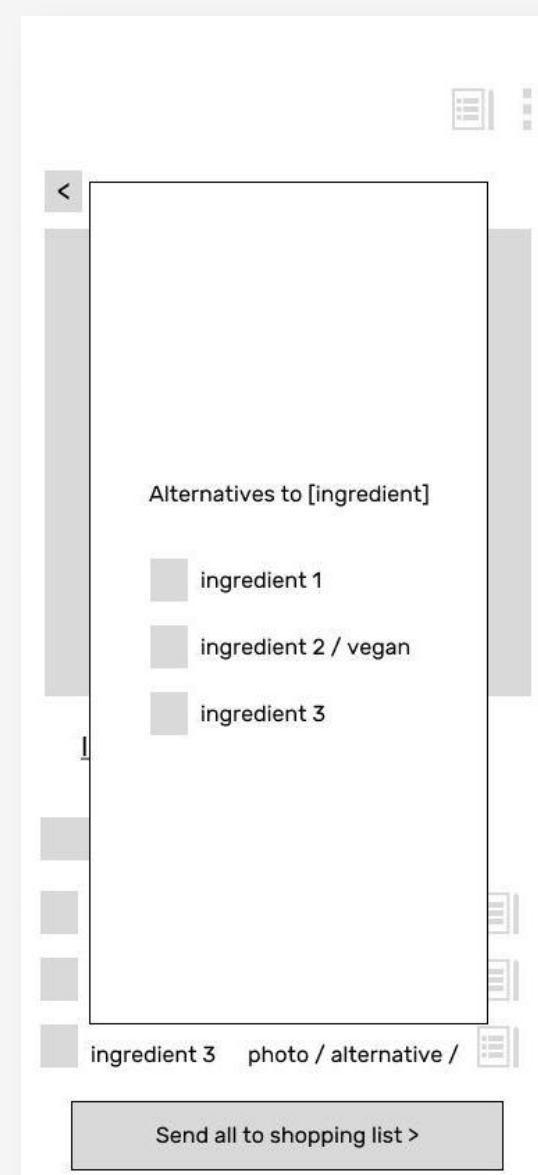 <
Alternatives to [ingredient]
ingredient 1
ingredient 2 / vegan
ingredient 3
ingredient 3 photo / alternative /
Send all to shopping list >